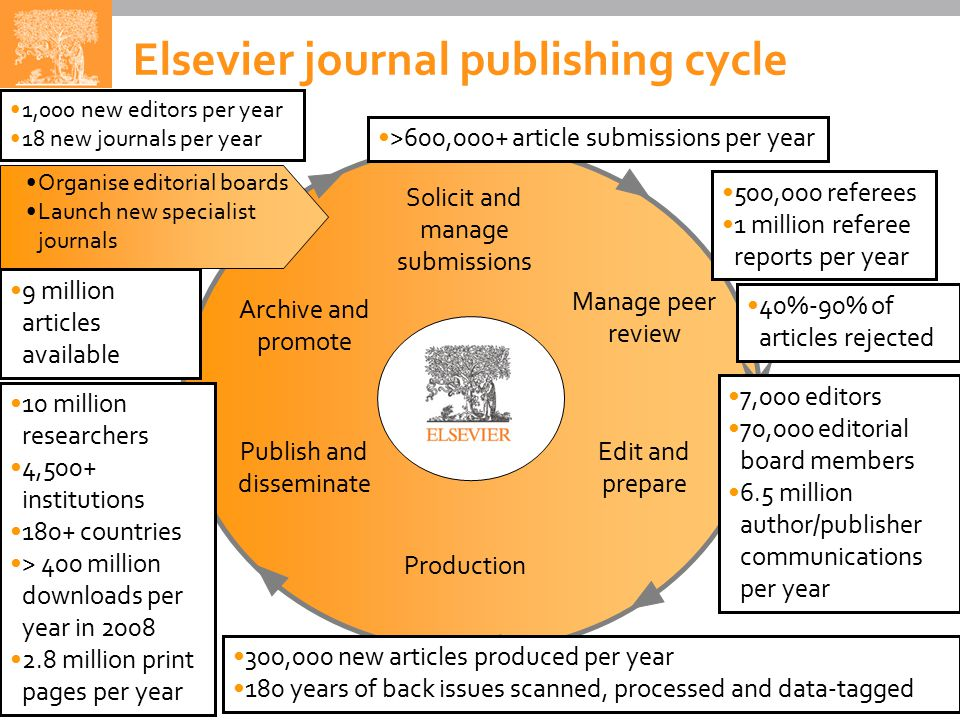 Elsevier journal publishing cycle
•1,000 new editors per year
•18 new journals per year
•>600,000+ article submissions per year
•Organise editorial boards
•Launch new specialist
journals
Solicit and
manage
submissions
•500,000 referees
•1 million referee
reports per year
•9 million
articles
available
Archive and
promote
Manage peer
review
•40%-90% of
articles rejected
•10 million
researchers
•4,500+
institutions
•180+ countries
•> 400 million
downloads per
year in 2008
•2.8 million print
pages per year
ELSEVIER
Publish and
disseminate
Edit and
prepare
•7,000 editors
•70,000 editorial
board members
•6.5 million
author/publisher
communications
per year
Production
•300,000 new articles produced per year
•180 years of back issues scanned, processed and data-tagged